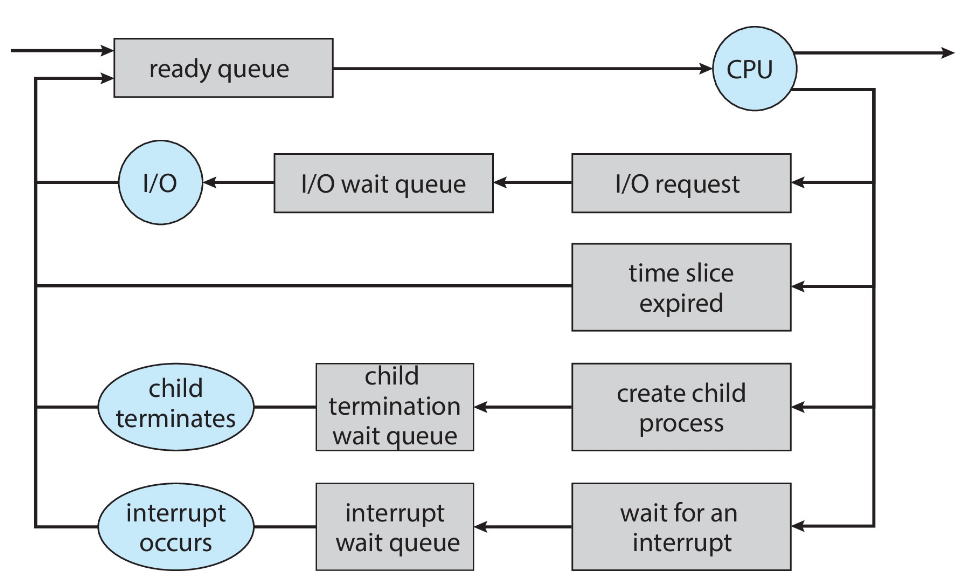 ready queue
CPU
I/O
I/O wait queue
I/O request
time slice
expired
child
terminates
child
termination
wait queue
create child
process
interrupt
occurs
interrupt
wait queue
wait for an
interrupt